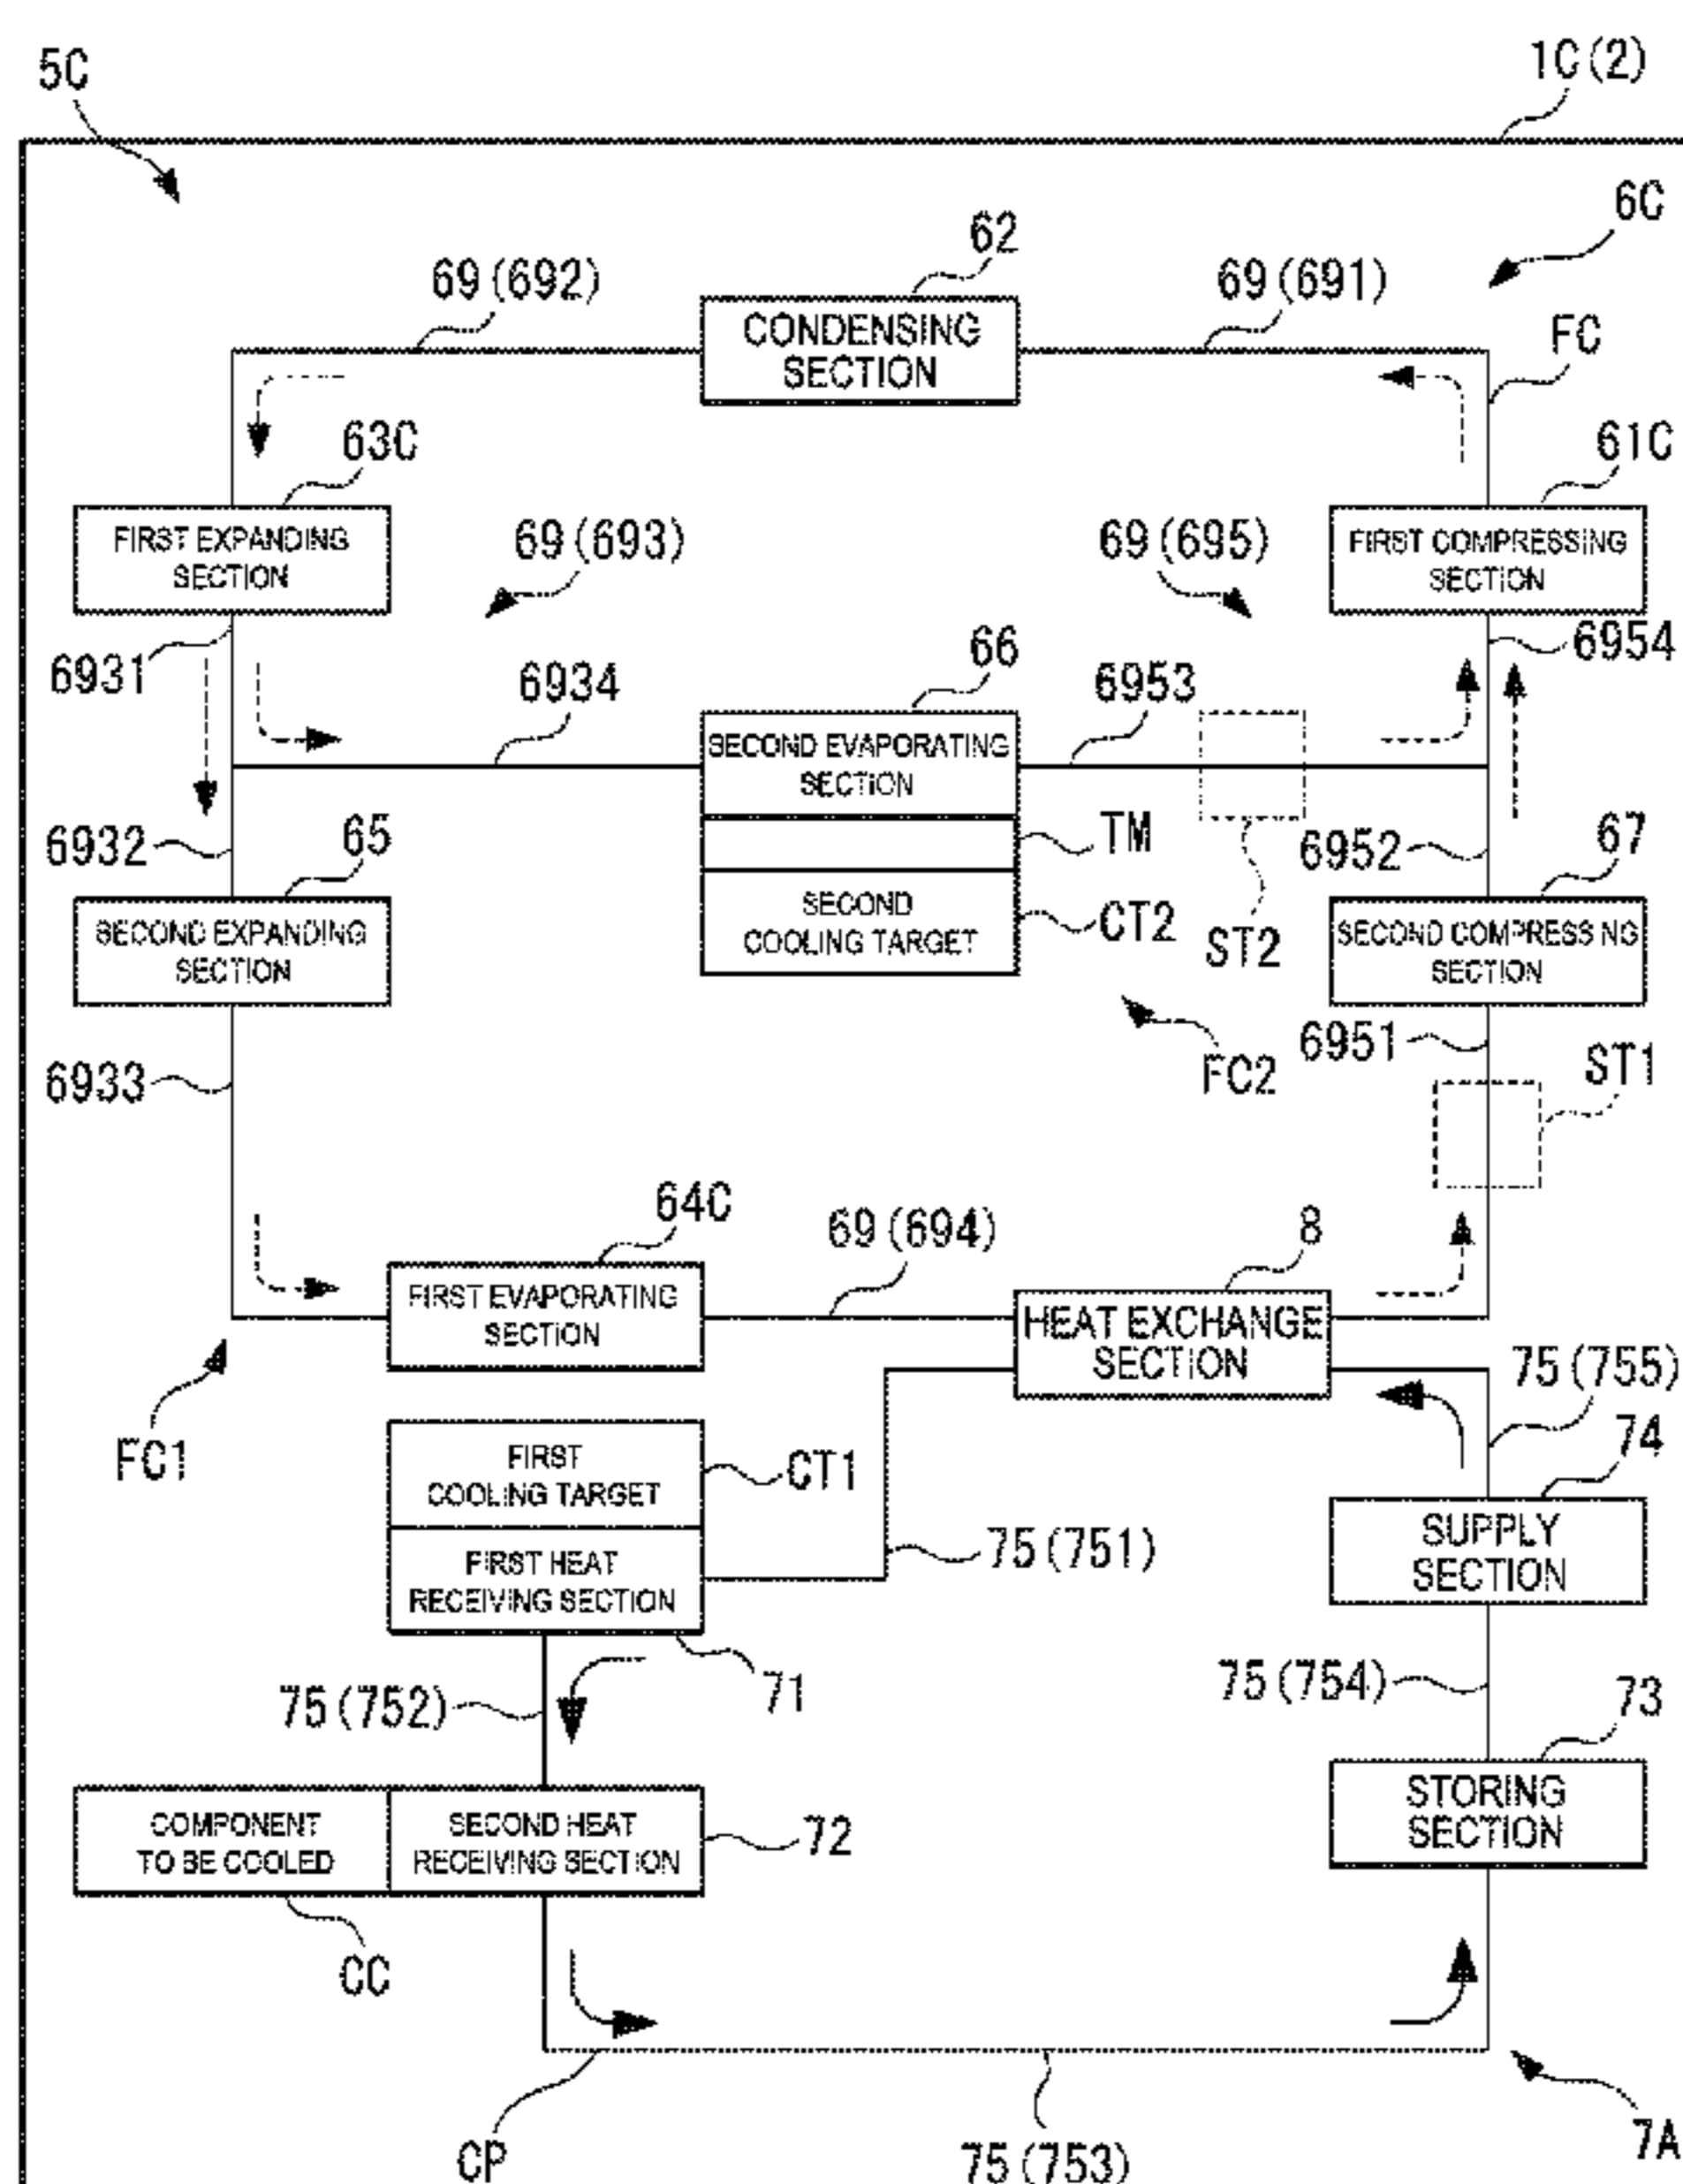 5C
1C(2)
6C
62
69(692)
69(691)
CONDENSING
SECTION
FC
63C
61C
FIRST EXPANDING
SECTION
69(693)
69(695)
FIRST COMPRESSING
SECTION
6931
6934
66
6953
6954
SECOND EVAPORATING
SECTION
6932
65
TM
6952
67
SECOND EXPANDING
SECTION
SECOND
COOLING TARGET
CT2
ST2
SECOND COMPRESSING
SECTION
6933
FC2
6951
ST1
64C
69(694)
8
FIRST EVAPORATING
SECTION
HEAT EXCHANGE
SECTION
FC1
75(755)
FIRST
COOLING TARGET
CT1
74
FIRST HEAT
RECEIVING SECTION
75(751)
SUPPLY
SECTION
75(752)
71
75(754)
73
COMPONENT
TO BE COOLED
SECOND HEAT
RECEIVING SECTION
72
STORING
SECTION
CC
CP
75(753)
7A